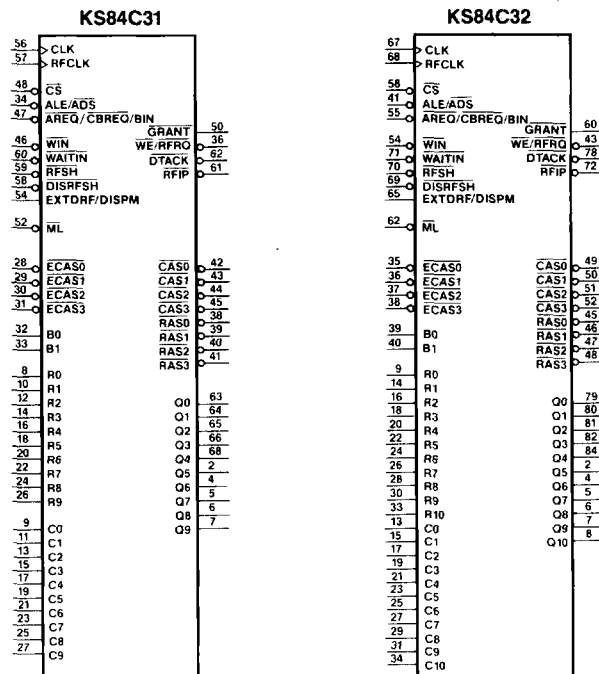 KS84C31
56 CLK
57 RFCLK
48 CS
34 ALE/ADS
47 AREQ/CBREQ/BIN
GRANT 50
46 WIN WE/RFRQ 36
60 WAITIN DTACK 62
59 RFSH RFIP 61
58 DISRFSH
54 EXTDRF/DISPM
52 ML
28 ECAS0 CAS0 42
29 ECAS1 CAS1 43
30 ECAS2 CAS2 44
31 ECAS3 CAS3 45
RAS0 38
32 B0 RAS1 39
33 B1 RAS2 40
RAS3 41
8 R0
10 R1
12 R2 Q0 63
14 R3 Q1 64
16 R4 Q2 65
18 R5 Q3 66
20 R6 Q4 68
22 R7 Q5 2
24 R8 Q6 4
26 R9 Q7 5
Q8 6
9 C0 Q9 7
11 C1
13 C2
15 C3
17 C4
19 C5
21 C6
23 C7
25 C8
27 C9
KS84C32
67 CLK
68 RFCLK
58 CS
41 ALE/ADS
55 AREQ/CBREQ/BIN
GRANT 60
54 WIN WE/RFRQ 43
71 WAITIN DTACK 78
70 RFSH RFIP 72
69 DISRFSH
65 EXTDRF/DISPM
62 ML
35 ECAS0 CAS0 49
36 ECAS1 CAS1 50
37 ECAS2 CAS2 51
38 ECAS3 CAS3 52
RAS0 45
39 B0 RAS1 46
40 B1 RAS2 47
RAS3 48
9 R0
14 R1
16 R2 Q0 79
18 R3 Q1 80
20 R4 Q2 81
22 R5 Q3 82
24 R6 Q4 84
26 R7 Q5 2
28 R8 Q6 4
30 R9 Q7 5
33 R10 Q8 6
13 C0 Q9 7
15 C1 Q10 8
17 C2
19 C3
21 C4
23 C5
25 C6
27 C7
29 C8
31 C9
34 C10